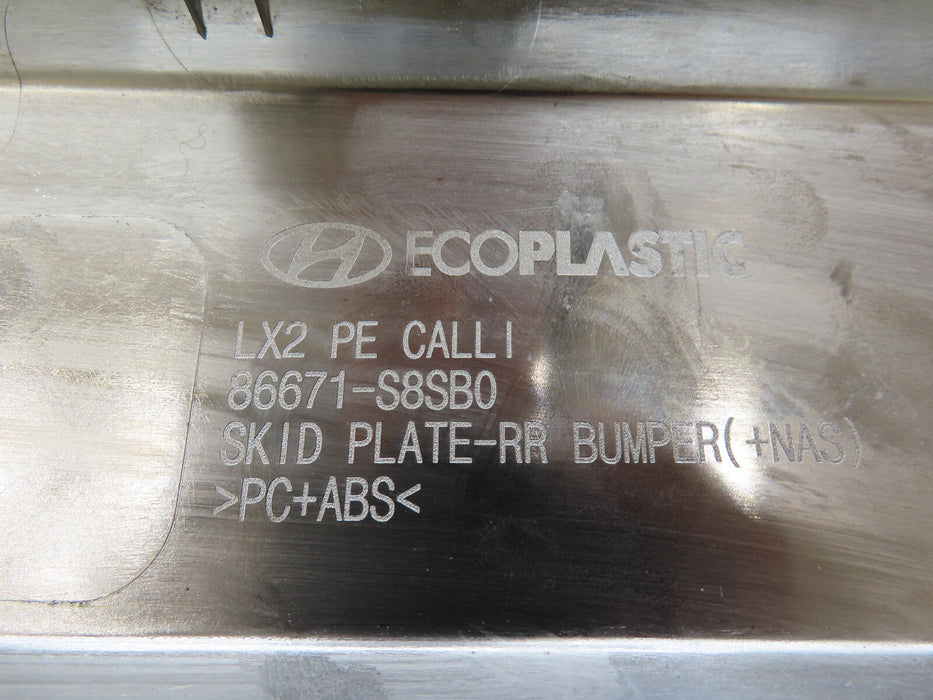 ECOPLASTIC
LX2 PE CALLI
86671-S8SB0
SKID PLATE-RR BUMPER(+NAS)
>PC+ABS<